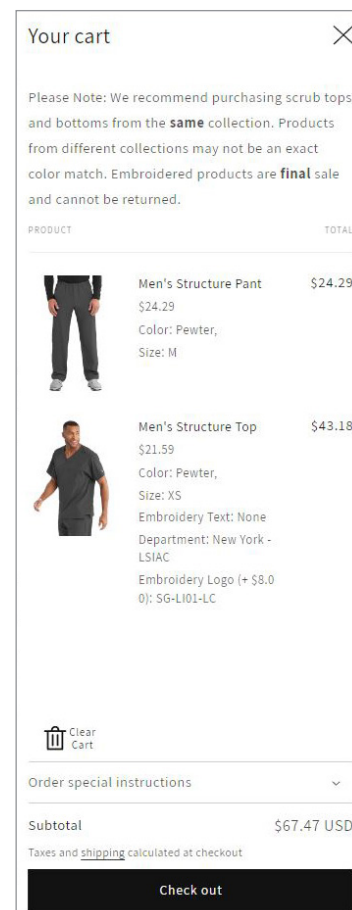 Your cart
Please Note: We recommend purchasing scrub tops
and bottoms from the same collection. Products
from different collections may not be an exact
color match. Embroidered products are final sale
and cannot be returned.
PRODUCT TOTAL
Men's Structure Pant $24.29
$24.29
Color: Pewter,
Size: M
Men's Structure Top $43.18
$21.59
Color: Pewter,
Size: XS
Embroidery Text: None
Department: New York -
LSIAC
Embroidery Logo (+ $8.0
0): SG-LI01-LC
Clear
Cart
Order special instructions
Subtotal $67.47 USD
Taxes and shipping calculated at checkout
Check out